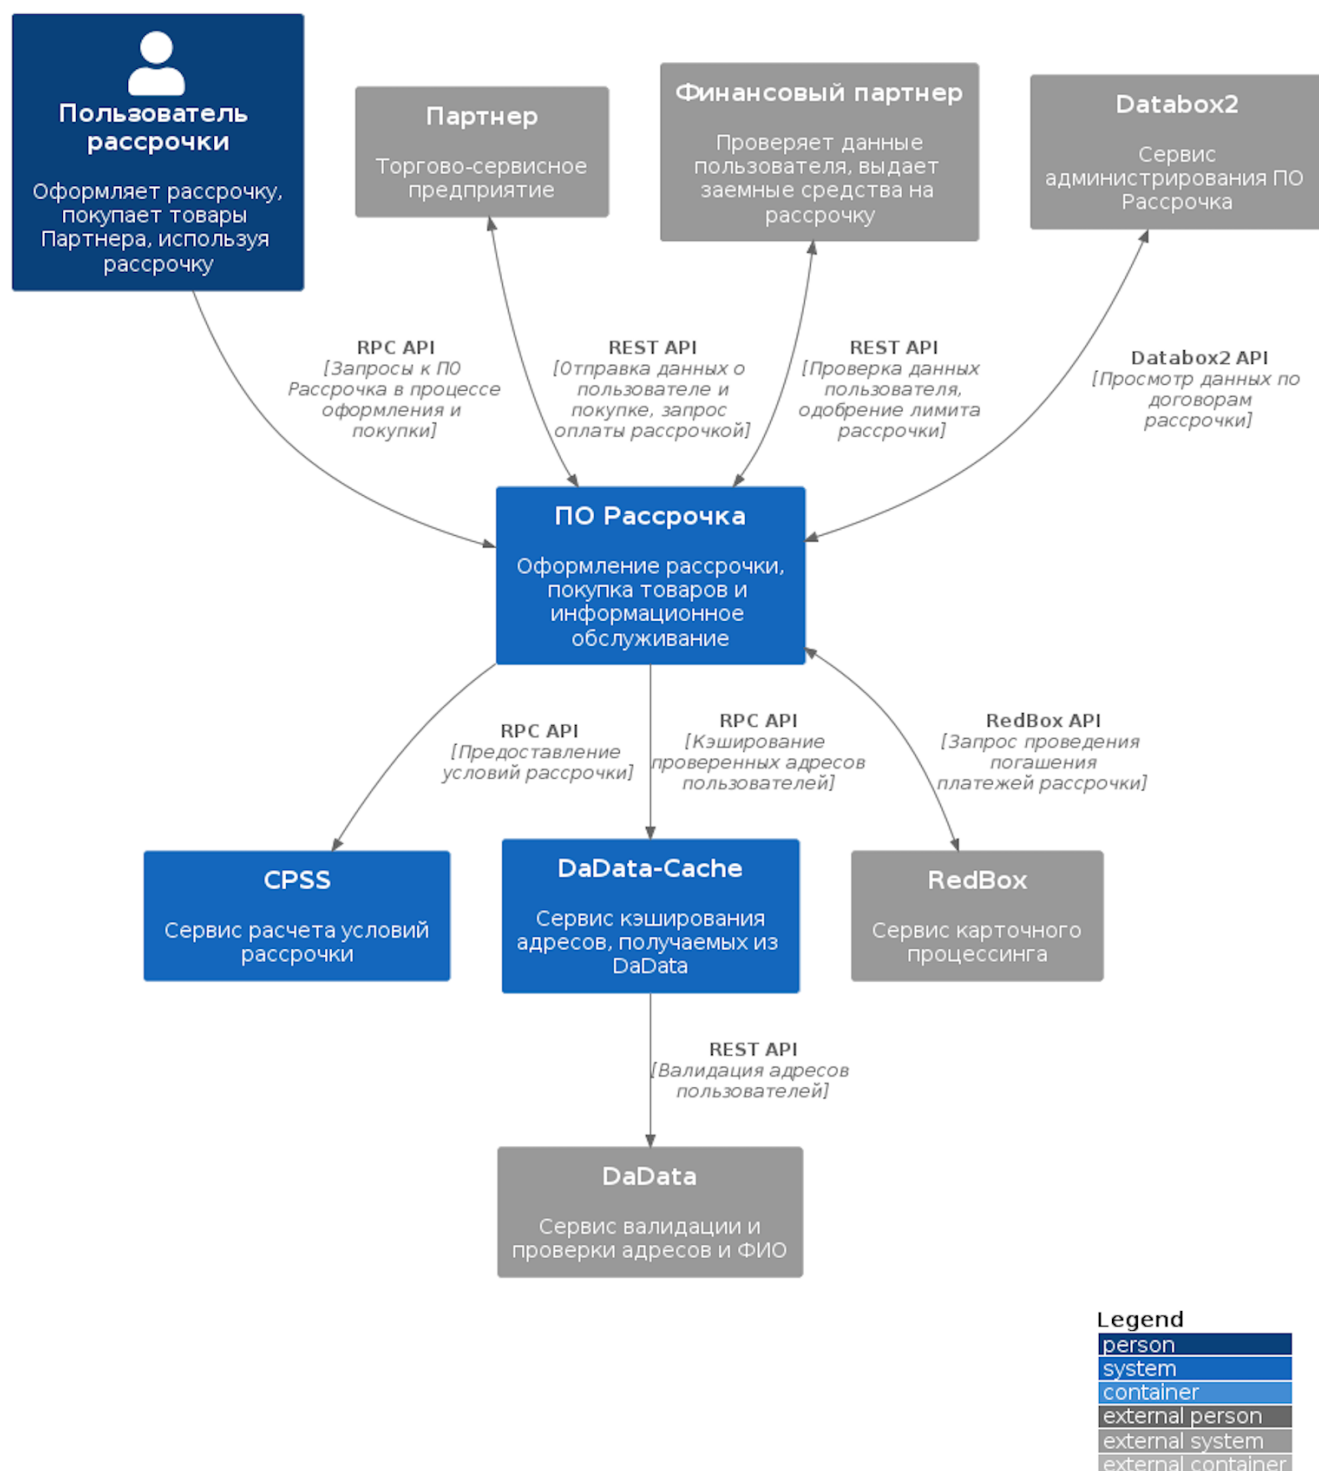 Пользователь
рассрочки
Оформляет рассрочку,
покупает товары
Партнера, используя
рассрочку
Партнер
Торгово-сервисное
предприятие
Финансовый партнер
Проверяет данные
пользователя, выдает
заемные средства на
рассрочку
Databox2
Сервис
администрирования ПО
Рассрочка
RPC API
[Запросы к ПО
Рассрочка в процессе
оформления и
покупки]
REST API
[Отправка данных о
пользователе и
покупке, запрос
оплаты рассрочкой]
REST API
[Проверка данных
пользователя,
одобрение лимита
рассрочки]
Databox2 API
[Просмотр данных по
договорам
рассрочки]
ПО Рассрочка
Оформление рассрочки,
покупка товаров и
информационное
обслуживание
RPC API
[Предоставление
условий рассрочки]
RPC API
[Кэширование
проверенных адресов
пользователей]
RedBox API
[Запрос проведения
погашения
платежей рассрочки]
CPSS
Сервис расчета условий
рассрочки
DaData-Cache
Сервис кэширования
адресов, получаемых из
DaData
RedBox
Сервис карточного
процессинга
REST API
[Валидация адресов
пользователей]
DaData
Сервис валидации и
проверки адресов и ФИО
Legend
person
system
container
external person
external system
external container